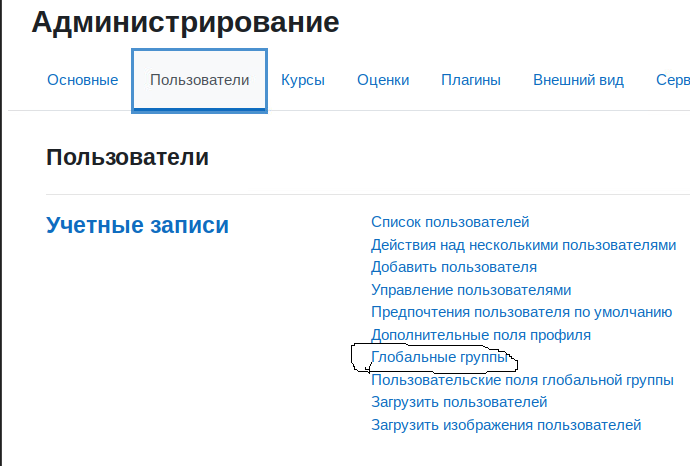 Администрирование
Основные Пользователи Курсы Оценки Плагины Внешний вид Серв
Пользователи
Учетные записи
Список пользователей
Действия над несколькими пользователями
Добавить пользователя
Управление пользователями
Предпочтения пользователя по умолчанию
Дополнительные поля профиля
Глобальные группы
Пользовательские поля глобальной группы
Загрузить пользователей
Загрузить изображения пользователей